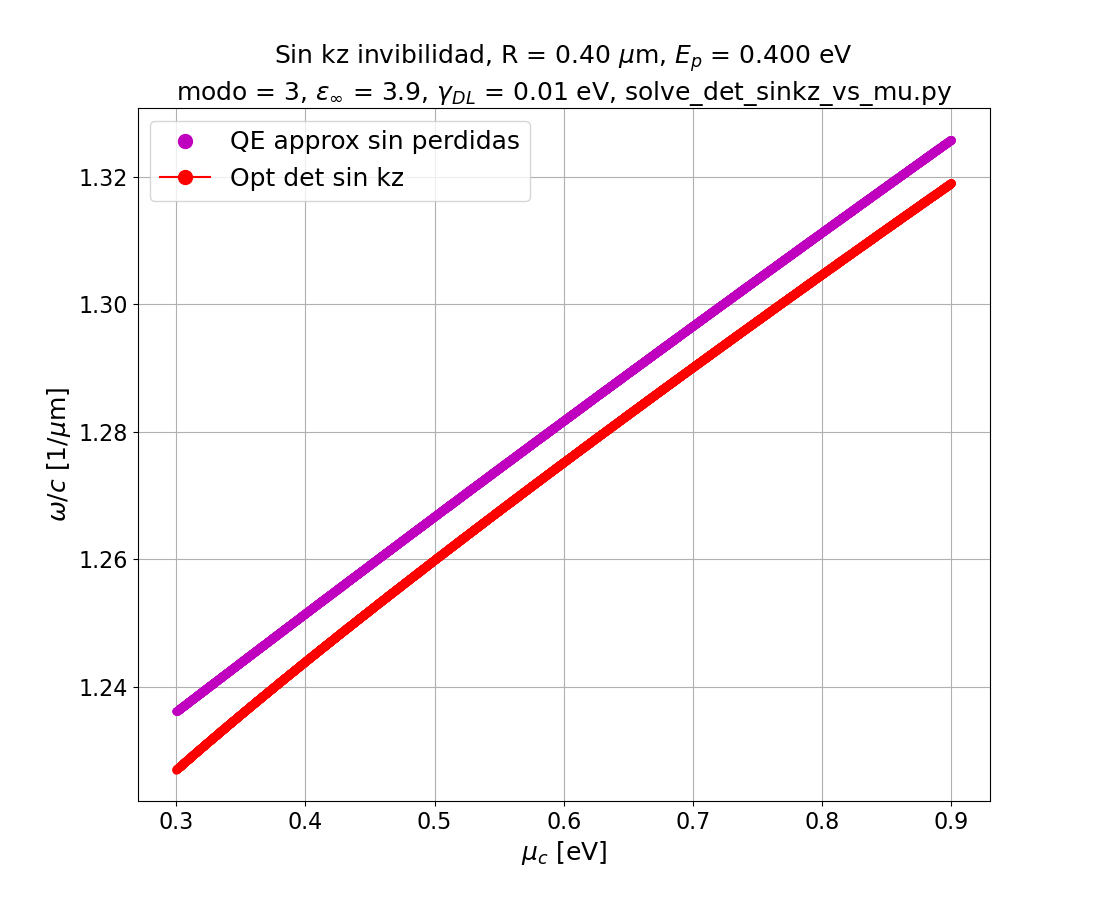 Sin kz invibilidad, R = 0.40 μm, E_p = 0.400 eV
modo = 3, ε_∞ = 3.9, γ_DL = 0.01 eV, solve_det_sinkz_vs_mu.py
QE approx sin perdidas
Opt det sin kz
1.32
1.30
1.28
1.26
1.24
ω/c [1/μm]
0.3 0.4 0.5 0.6 0.7 0.8 0.9
μ_c [eV]